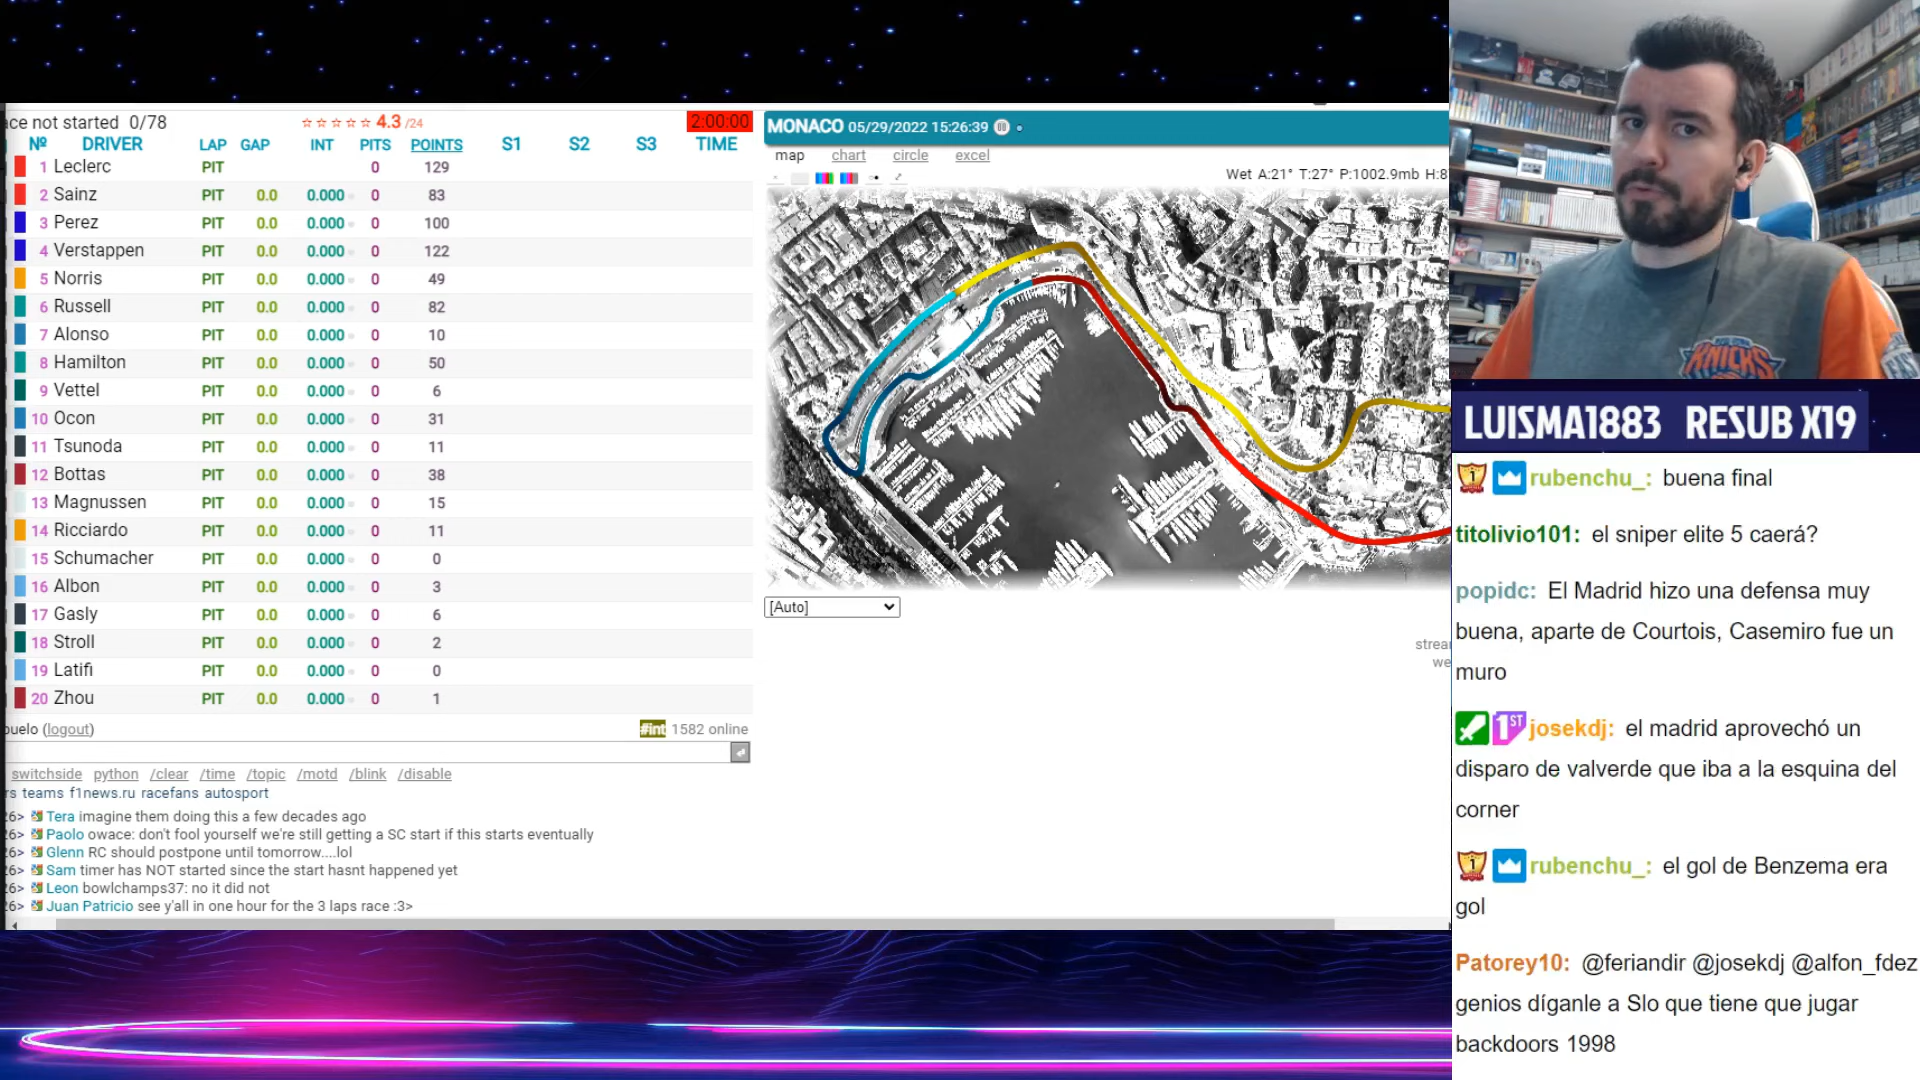 ace not started 0/78
☆☆☆☆☆ 4.3 /24
2:00:00
Nº DRIVER LAP GAP INT PITS POINTS S1 S2 S3 TIME
1 Leclerc PIT 0 129
2 Sainz PIT 0.0 0.000 0 83
3 Perez PIT 0.0 0.000 0 100
4 Verstappen PIT 0.0 0.000 0 122
5 Norris PIT 0.0 0.000 0 49
6 Russell PIT 0.0 0.000 0 82
7 Alonso PIT 0.0 0.000 0 10
8 Hamilton PIT 0.0 0.000 0 50
9 Vettel PIT 0.0 0.000 0 6
10 Ocon PIT 0.0 0.000 0 31
11 Tsunoda PIT 0.0 0.000 0 11
12 Bottas PIT 0.0 0.000 0 38
13 Magnussen PIT 0.0 0.000 0 15
14 Ricciardo PIT 0.0 0.000 0 11
15 Schumacher PIT 0.0 0.000 0 0
16 Albon PIT 0.0 0.000 0 3
17 Gasly PIT 0.0 0.000 0 6
18 Stroll PIT 0.0 0.000 0 2
19 Latifi PIT 0.0 0.000 0 0
20 Zhou PIT 0.0 0.000 0 1
ouelo (logout)
#int 1582 online
switchside python /clear /time /topic /motd /blink /disable
rs teams f1news.ru racefans autosport
26> Tera imagine them doing this a few decades ago
26> Paolo owace: don't fool yourself we're still getting a SC start if this starts eventually
26> Glenn RC should postpone until tomorrow....lol
26> Sam timer has NOT started since the start hasnt happened yet
26> Leon bowlchamps37: no it did not
26> Juan Patricio see y'all in one hour for the 3 laps race :3>
MONACO 05/29/2022 15:26:39
map chart circle excel
Wet A:21° T:27° P:1002.9mb H:8
[Auto]
strea
we
KNICKS
LUISMA1883 RESUB X19
rubenchu_: buena final
titolivio101: el sniper elite 5 caerá?
popidc: El Madrid hizo una defensa muy
buena, aparte de Courtois, Casemiro fue un
muro
1ST josekdj: el madrid aprovechó un
disparo de valverde que iba a la esquina del
corner
rubenchu_: el gol de Benzema era
gol
Patorey10: @feriandir @josekdj @alfon_fdez
genios díganle a Slo que tiene que jugar
backdoors 1998